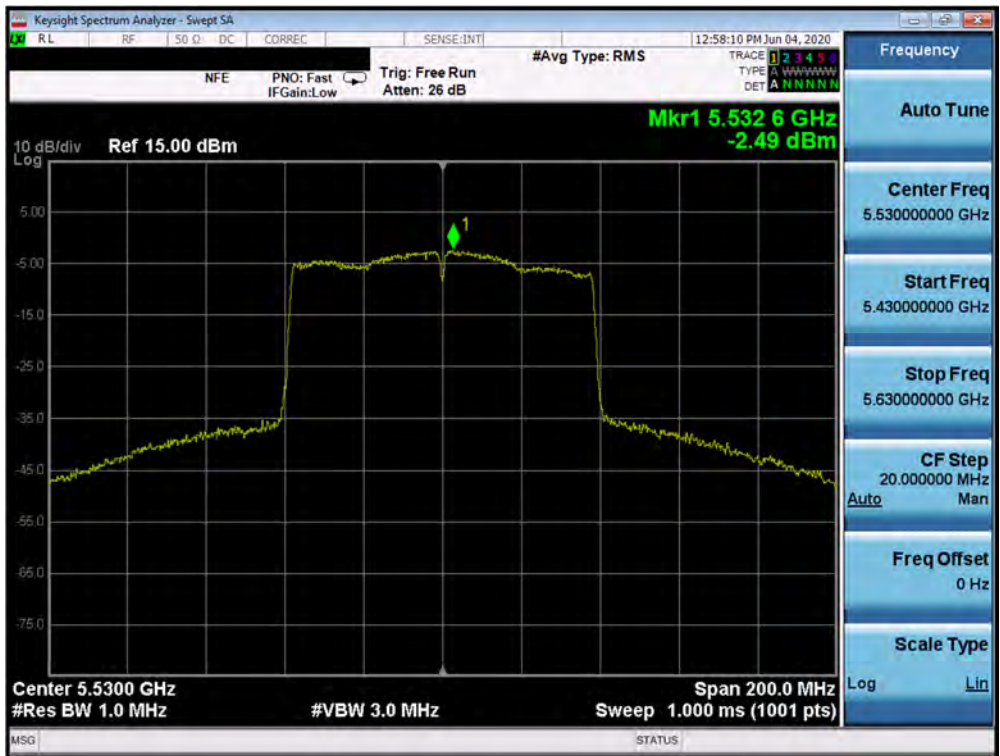 Keysight Spectrum Analyzer - Swept SA
LXI RL RF 50 Ω DC CORREC SENSE:INT 12:58:10 PM Jun 04, 2020
#Avg Type: RMS TRACE 1 2 3 4 5 6
NFE PNO: Fast Trig: Free Run TYPE A WWWWW
IFGain:Low Atten: 26 dB DET A N N N N N
Mkr1 5.532 6 GHz
-2.49 dBm
10 dB/div Ref 15.00 dBm
Log
1
5.00
-5.00
-15.0
-25.0
-35.0
-45.0
-55.0
-65.0
-75.0
Center 5.5300 GHz Span 200.0 MHz
#Res BW 1.0 MHz #VBW 3.0 MHz Sweep 1.000 ms (1001 pts)
MSG STATUS
Frequency
Auto Tune
Center Freq
5.530000000 GHz
Start Freq
5.430000000 GHz
Stop Freq
5.630000000 GHz
CF Step
20.000000 MHz
Auto Man
Freq Offset
0 Hz
Scale Type
Log Lin